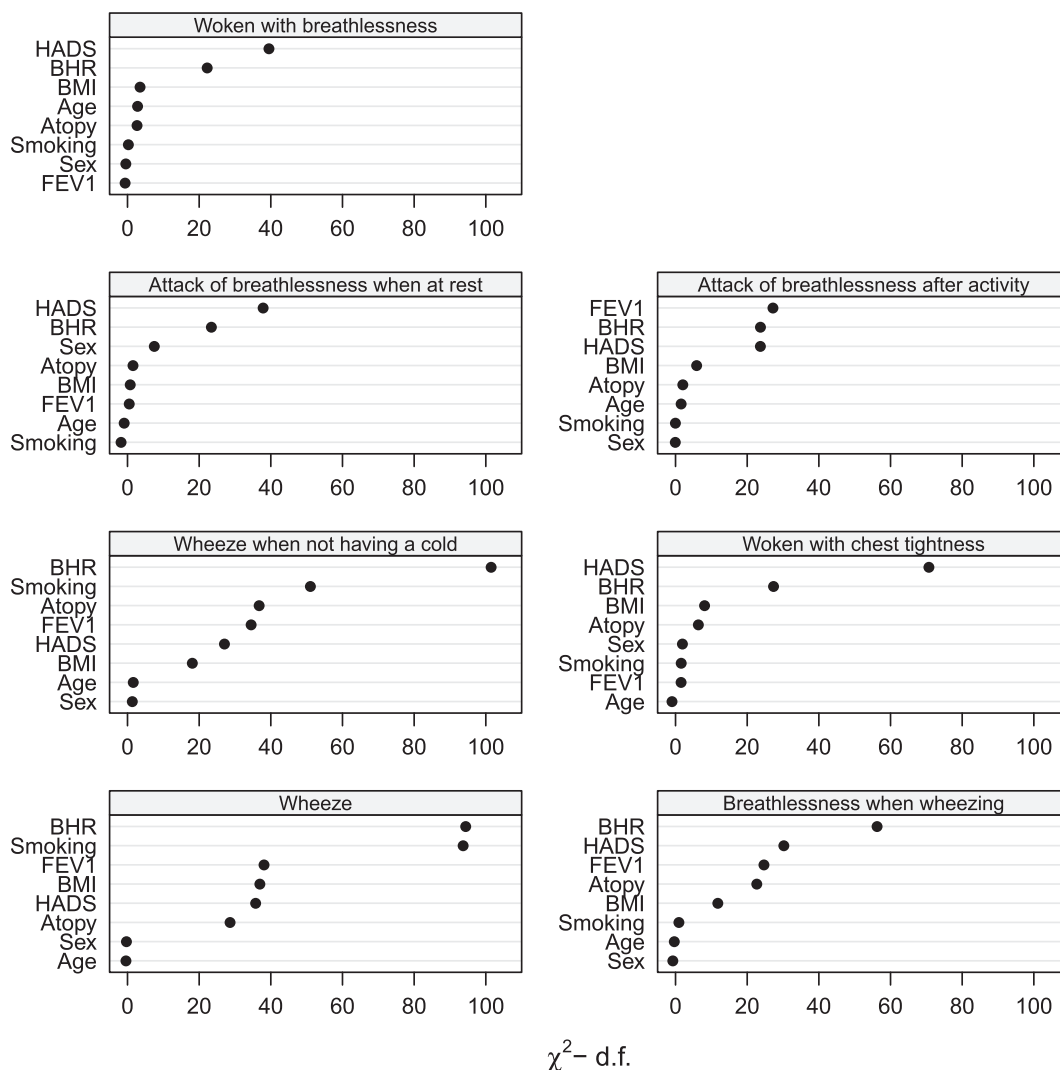 Woken with breathlessness
HADS
BHR
BMI
Age
Atopy
Smoking
Sex
FEV1
0 20 40 60 80 100
Attack of breathlessness when at rest
HADS
BHR
Sex
Atopy
BMI
FEV1
Age
Smoking
0 20 40 60 80 100
Attack of breathlessness after activity
FEV1
BHR
HADS
BMI
Atopy
Age
Smoking
Sex
0 20 40 60 80 100
Wheeze when not having a cold
BHR
Smoking
Atopy
FEV1
HADS
BMI
Age
Sex
0 20 40 60 80 100
Woken with chest tightness
HADS
BHR
BMI
Atopy
Sex
Smoking
FEV1
Age
0 20 40 60 80 100
Wheeze
BHR
Smoking
FEV1
BMI
HADS
Atopy
Sex
Age
0 20 40 60 80 100
Breathlessness when wheezing
BHR
HADS
FEV1
Atopy
BMI
Smoking
Age
Sex
0 20 40 60 80 100
χ²− d.f.